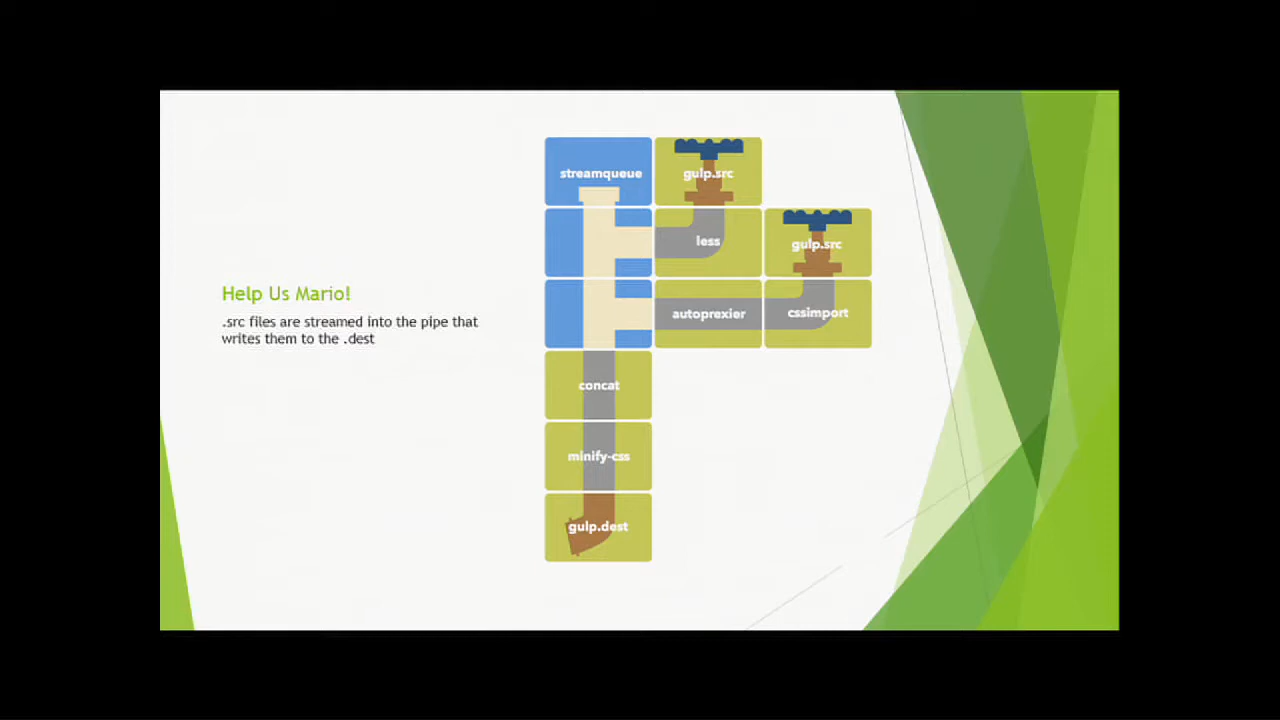 streamqueue
gulp.src
less
gulp.src
Help Us Mario!
.src files are streamed into the pipe that
writes them to the .dest
autoprexier
cssimport
concat
minify-css
gulp.dest